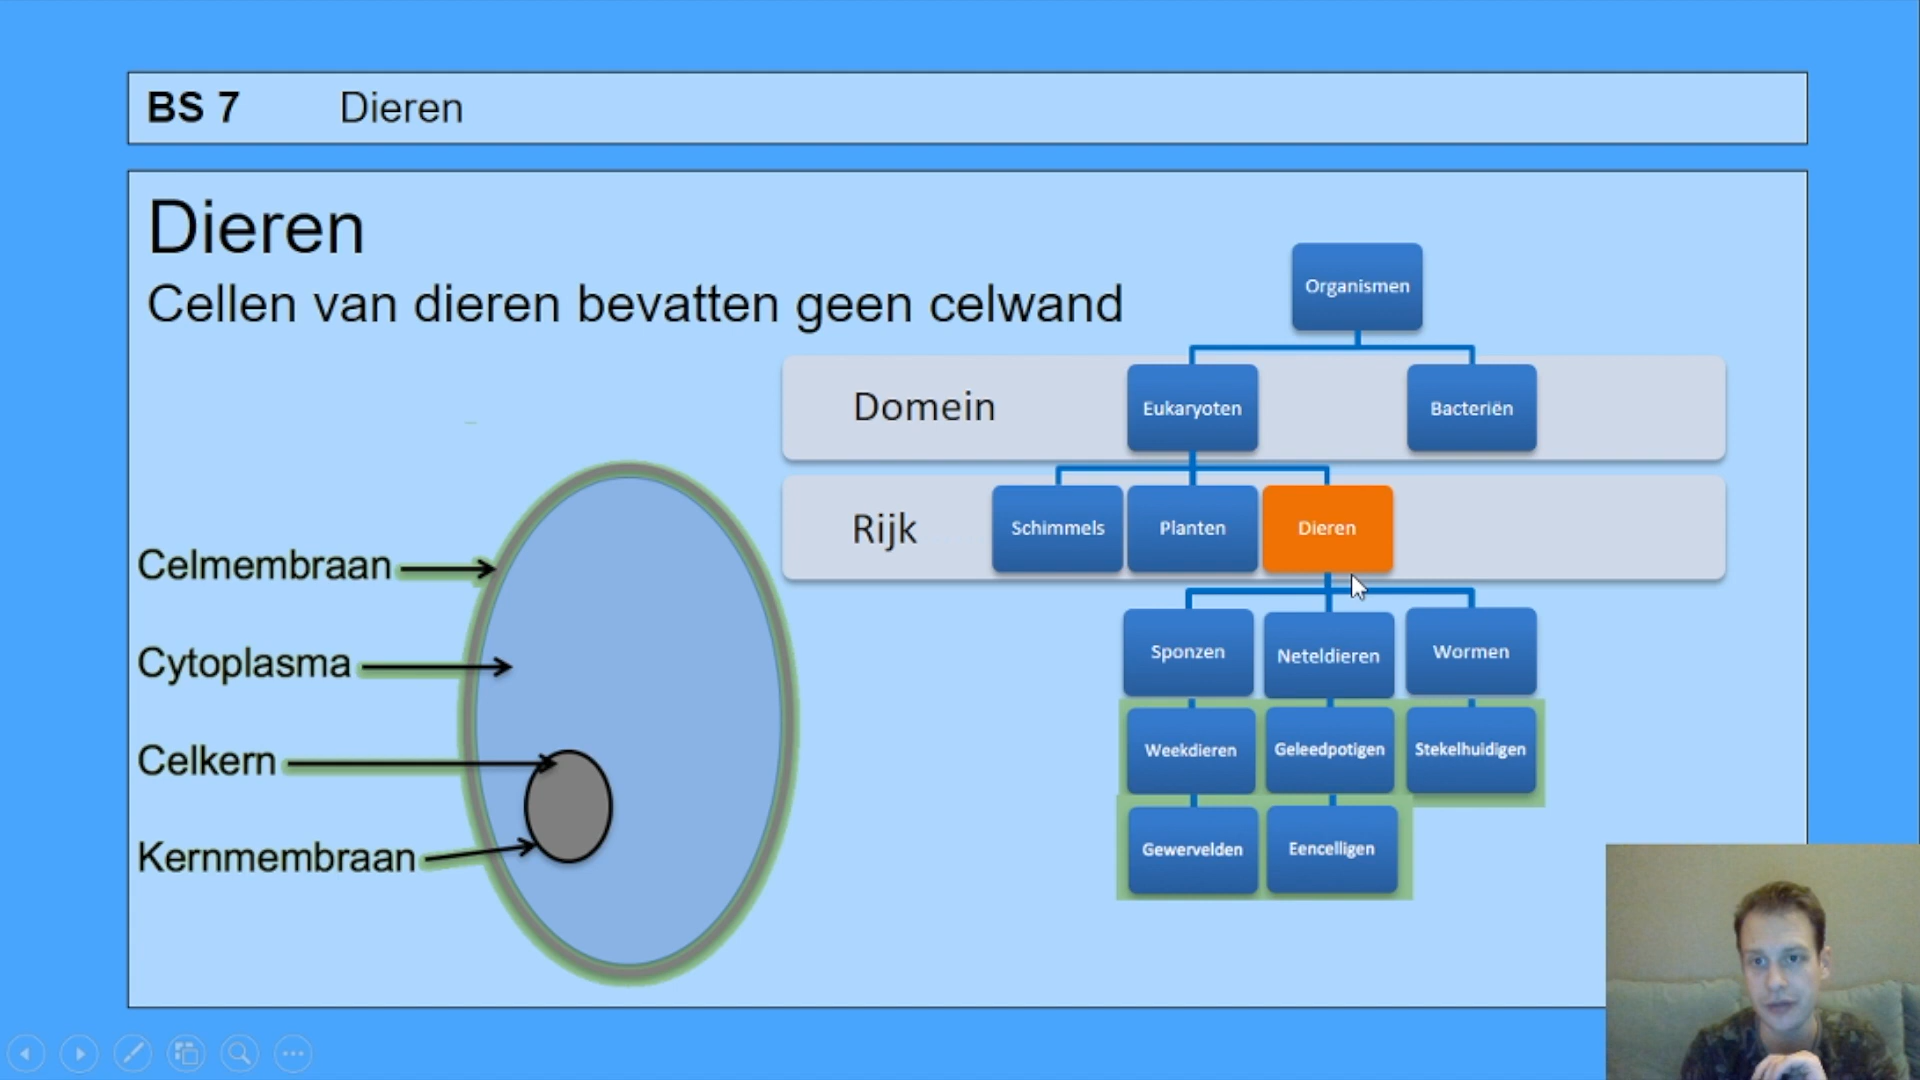 BS 7 Dieren
Dieren
Cellen van dieren bevatten geen celwand
Organismen
Domein
Eukaryoten
Bacteriën
Rijk
Schimmels
Planten
Dieren
Sponzen
Neteldieren
Wormen
Weekdieren
Geleedpotigen
Stekelhuidigen
Gewervelden
Eencelligen
Celmembraan
Cytoplasma
Celkern
Kernmembraan